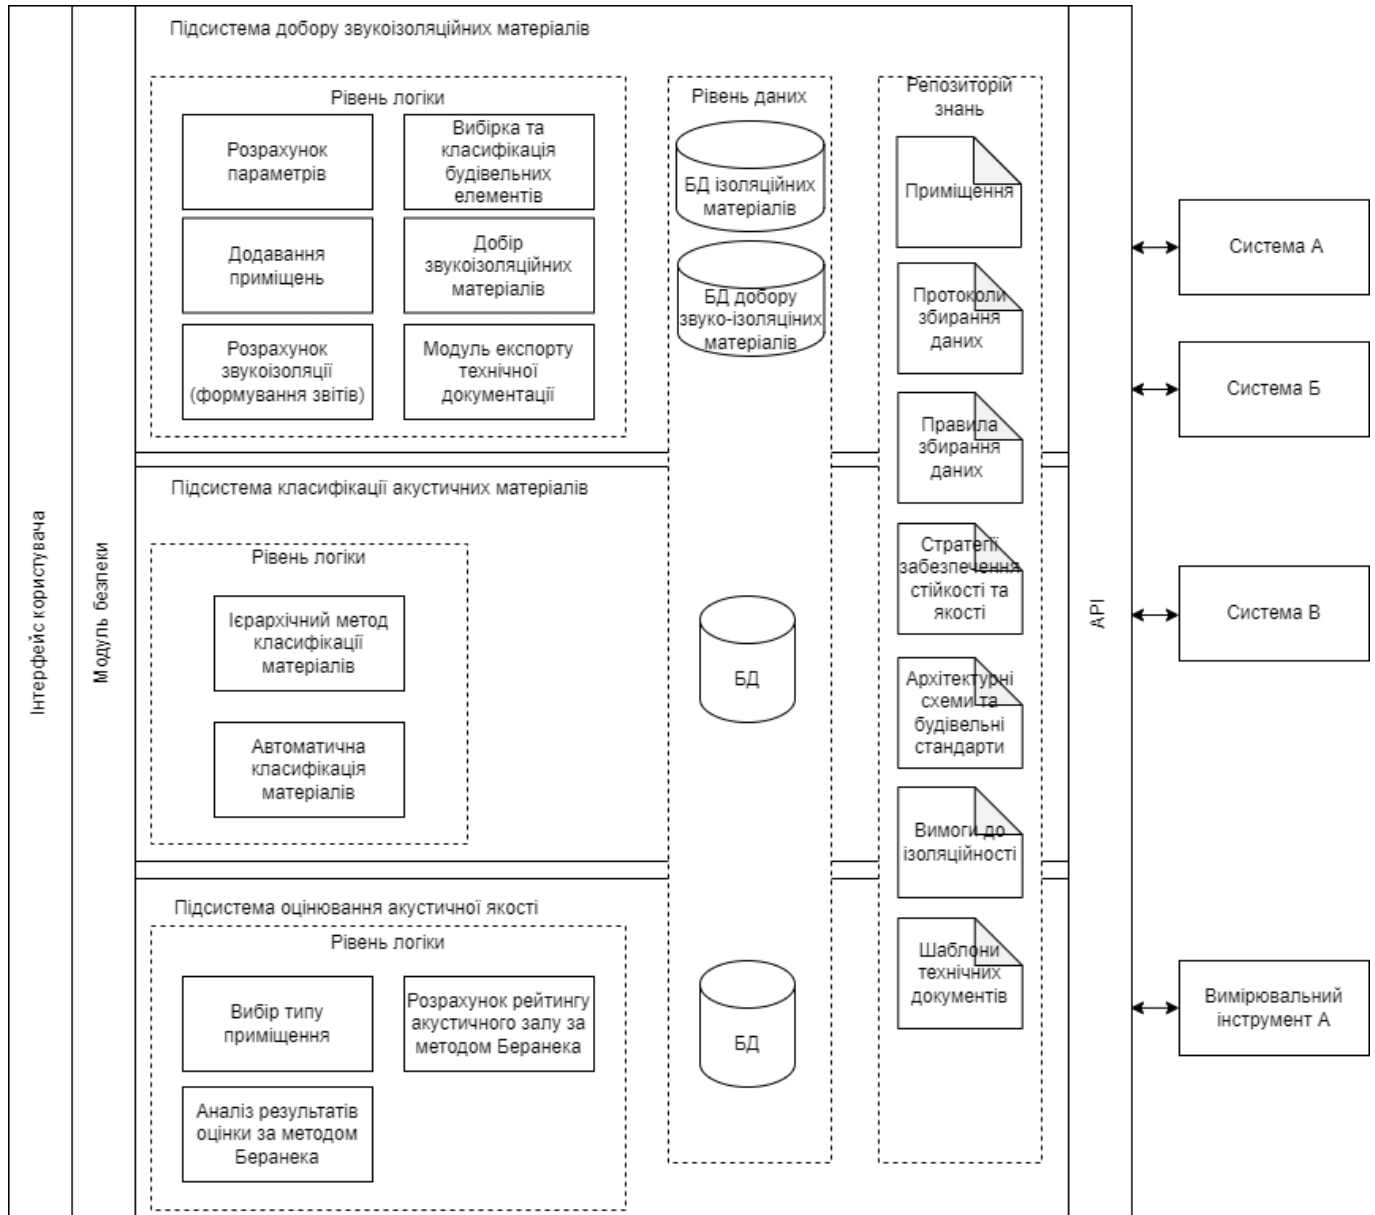 Інтерфейс користувача
Модуль безпеки
Підсистема добору звукоізоляційних матеріалів
Рівень логіки
Розрахунок
параметрів
Вибірка та
класифікація
будівельних
елементів
Додавання
приміщень
Добір
звукоізоляційних
матеріалів
Розрахунок
звукоізоляції
(формування звітів)
Модуль експорту
технічної
документації
Підсистема класифікації акустичних матеріалів
Рівень логіки
Ієрархічний метод
класифікації
матеріалів
Автоматична
класифікація
матеріалів
Підсистема оцінювання акустичної якості
Рівень логіки
Вибір типу
приміщення
Розрахунок рейтингу
акустичного залу за
методом Беранека
Аналіз результатів
оцінки за методом
Беранека
Рівень даних
БД ізоляційних
матеріалів
БД добору
звуко-ізоляціних
матеріалів
БД
БД
Репозиторій
знань
Приміщення
Протоколи
збирання
даних
Правила
збирання
даних
Стратегії
забезпечення
стійкості та
якості
Архітектурні
схеми та
будівельні
стандарти
Вимоги до
ізоляційності
Шаблони
технічних
документів
API
Система А
Система Б
Система В
Вимірювальний
інструмент А